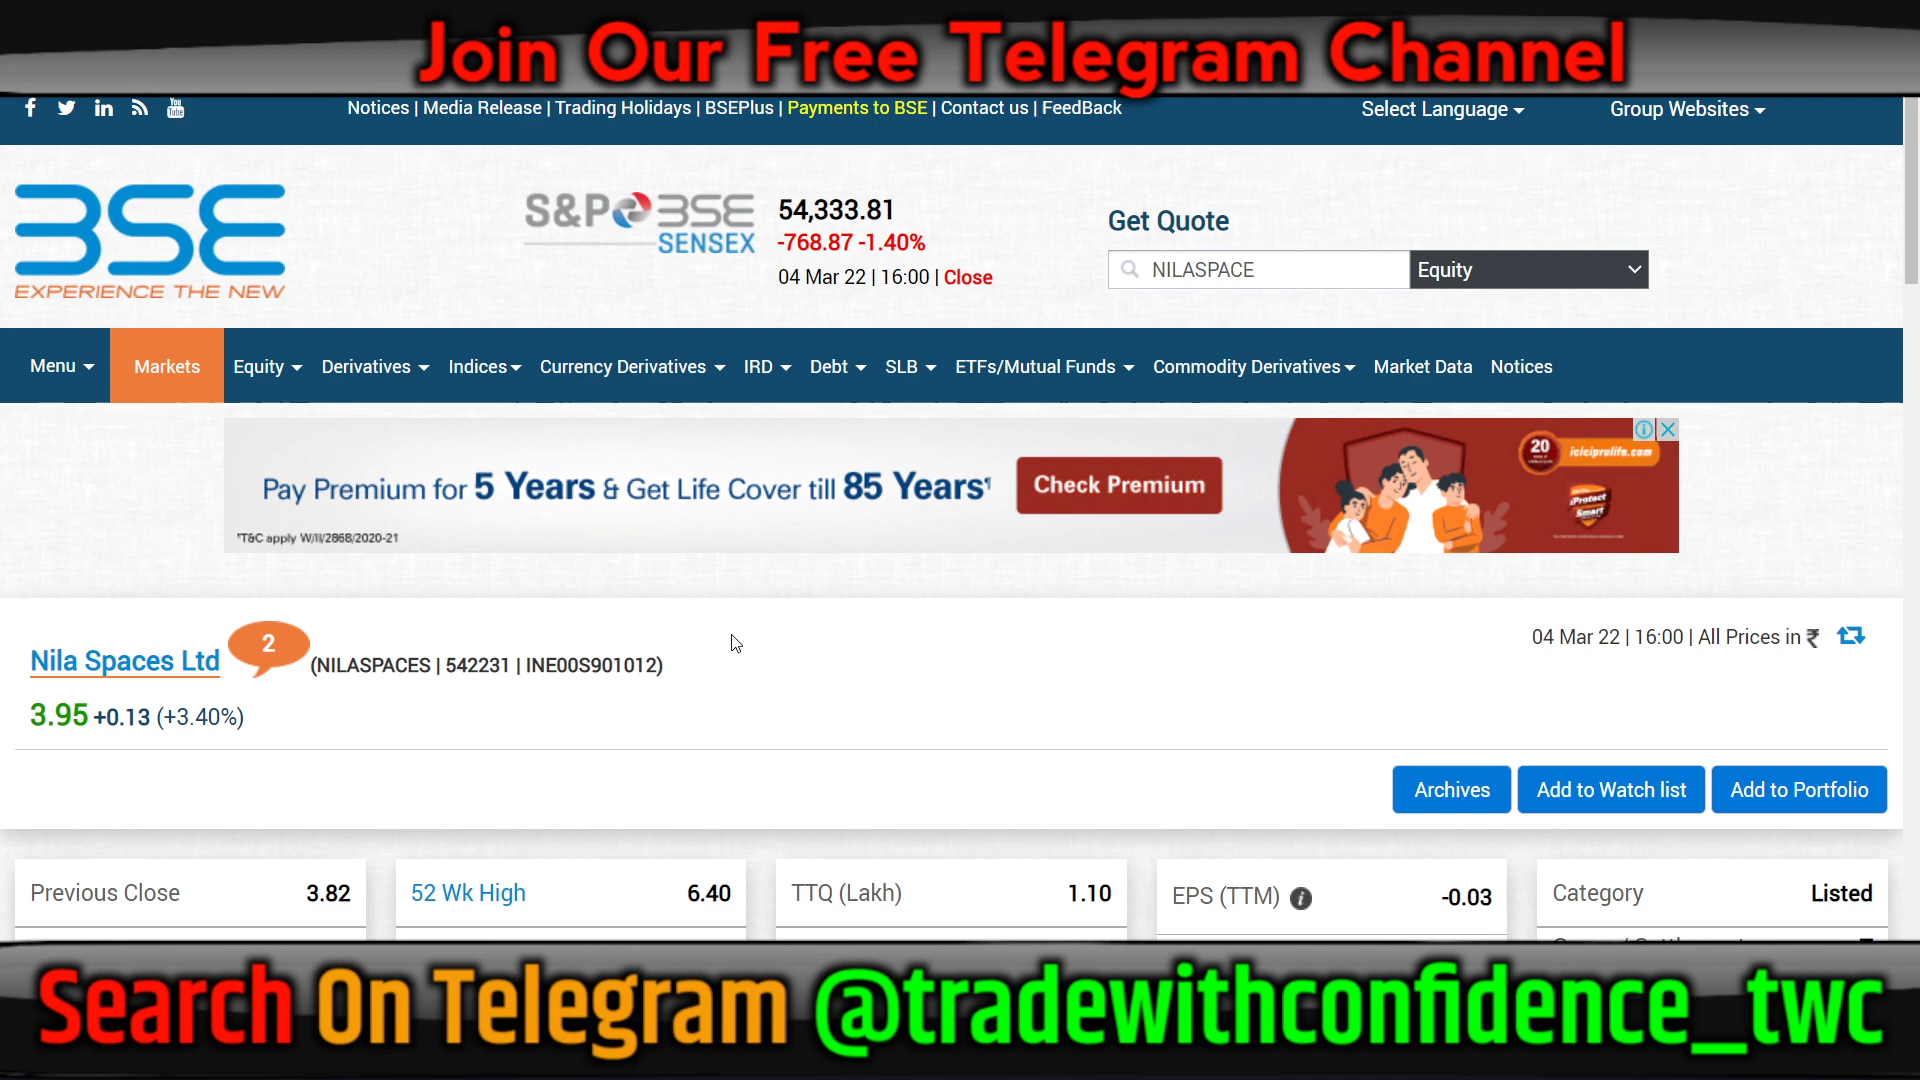 Join Our Free Telegram Channel
Notices | Media Release | Trading Holidays | BSEPlus | Payments to BSE | Contact us | FeedBack
Select Language
Group Websites
BSE
EXPERIENCE THE NEW
S&P BSE
SENSEX
54,333.81
-768.87 -1.40%
04 Mar 22 | 16:00 | Close
Get Quote
NILASPACE
Equity
Menu
Markets
Equity
Derivatives
Indices
Currency Derivatives
IRD
Debt
SLB
ETFs/Mutual Funds
Commodity Derivatives
Market Data
Notices
Pay Premium for 5 Years & Get Life Cover till 85 Years¶
¶T&C apply W/II/2868/2020-21
Check Premium
20
iciciprulife.com
iProtect
Smart
Nila Spaces Ltd
2
(NILASPACES | 542231 | INE00S901012)
04 Mar 22 | 16:00 | All Prices in ₹
3.95 +0.13 (+3.40%)
Archives
Add to Watch list
Add to Portfolio
Previous Close 3.82
52 Wk High 6.40
TTQ (Lakh) 1.10
EPS (TTM) -0.03
Category Listed
Search On Telegram @tradewithconfidence_twc